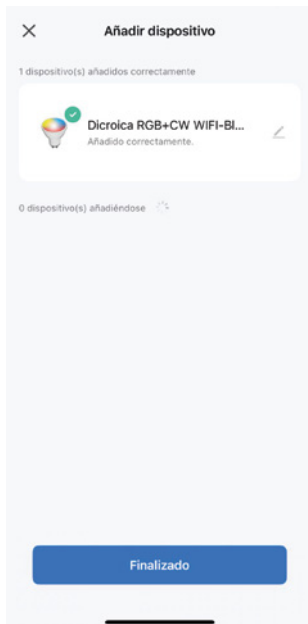 Añadir dispositivo
1 dispositivo(s) añadidos correctamente
Dicroica RGB+CW WIFI-Bl...
Añadido correctamente.
0 dispositivo(s) añadiéndose
Finalizado